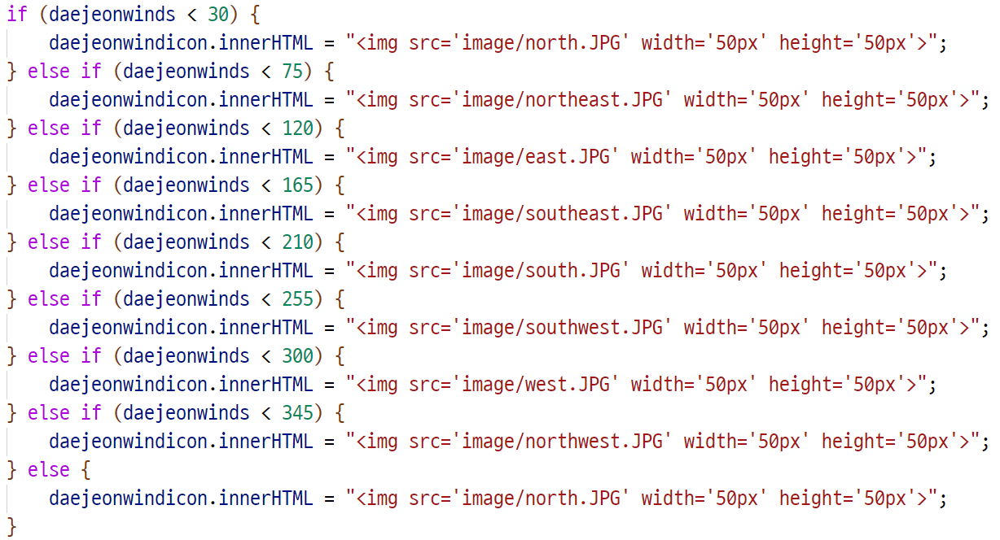 if (daejeonwinds < 30) {
    daejeonwindicon.innerHTML = "<img src='image/north.JPG' width='50px' height='50px'>";
} else if (daejeonwinds < 75) {
    daejeonwindicon.innerHTML = "<img src='image/northeast.JPG' width='50px' height='50px'>";
} else if (daejeonwinds < 120) {
    daejeonwindicon.innerHTML = "<img src='image/east.JPG' width='50px' height='50px'>";
} else if (daejeonwinds < 165) {
    daejeonwindicon.innerHTML = "<img src='image/southeast.JPG' width='50px' height='50px'>";
} else if (daejeonwinds < 210) {
    daejeonwindicon.innerHTML = "<img src='image/south.JPG' width='50px' height='50px'>";
} else if (daejeonwinds < 255) {
    daejeonwindicon.innerHTML = "<img src='image/southwest.JPG' width='50px' height='50px'>";
} else if (daejeonwinds < 300) {
    daejeonwindicon.innerHTML = "<img src='image/west.JPG' width='50px' height='50px'>";
} else if (daejeonwinds < 345) {
    daejeonwindicon.innerHTML = "<img src='image/northwest.JPG' width='50px' height='50px'>";
} else {
    daejeonwindicon.innerHTML = "<img src='image/north.JPG' width='50px' height='50px'>";
}